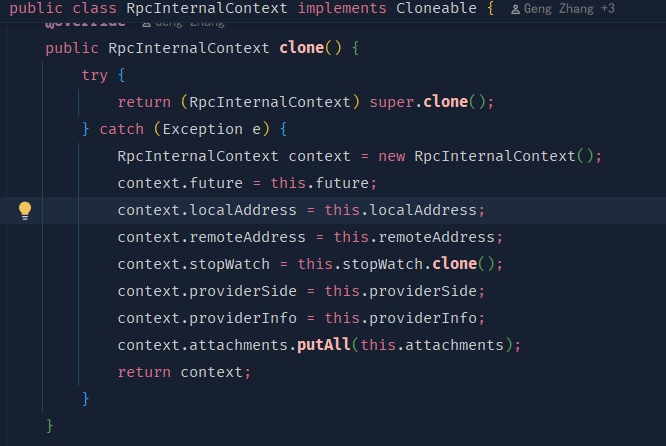 public class RpcInternalContext implements Cloneable { Geng Zhang +3
@Override Geng Zhang
public RpcInternalContext clone() {
try {
return (RpcInternalContext) super.clone();
} catch (Exception e) {
RpcInternalContext context = new RpcInternalContext();
context.future = this.future;
context.localAddress = this.localAddress;
context.remoteAddress = this.remoteAddress;
context.stopWatch = this.stopWatch.clone();
context.providerSide = this.providerSide;
context.providerInfo = this.providerInfo;
context.attachments.putAll(this.attachments);
return context;
}
}